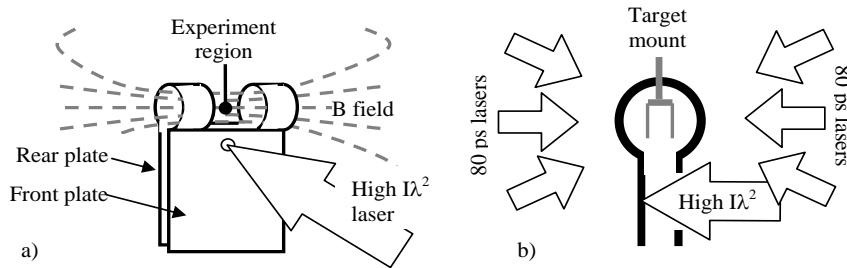 Experiment
region
B field
Rear plate
Front plate
High Iλ²
laser
a)
Target
mount
80 ps lasers
80 ps lasers
High Iλ²
b)